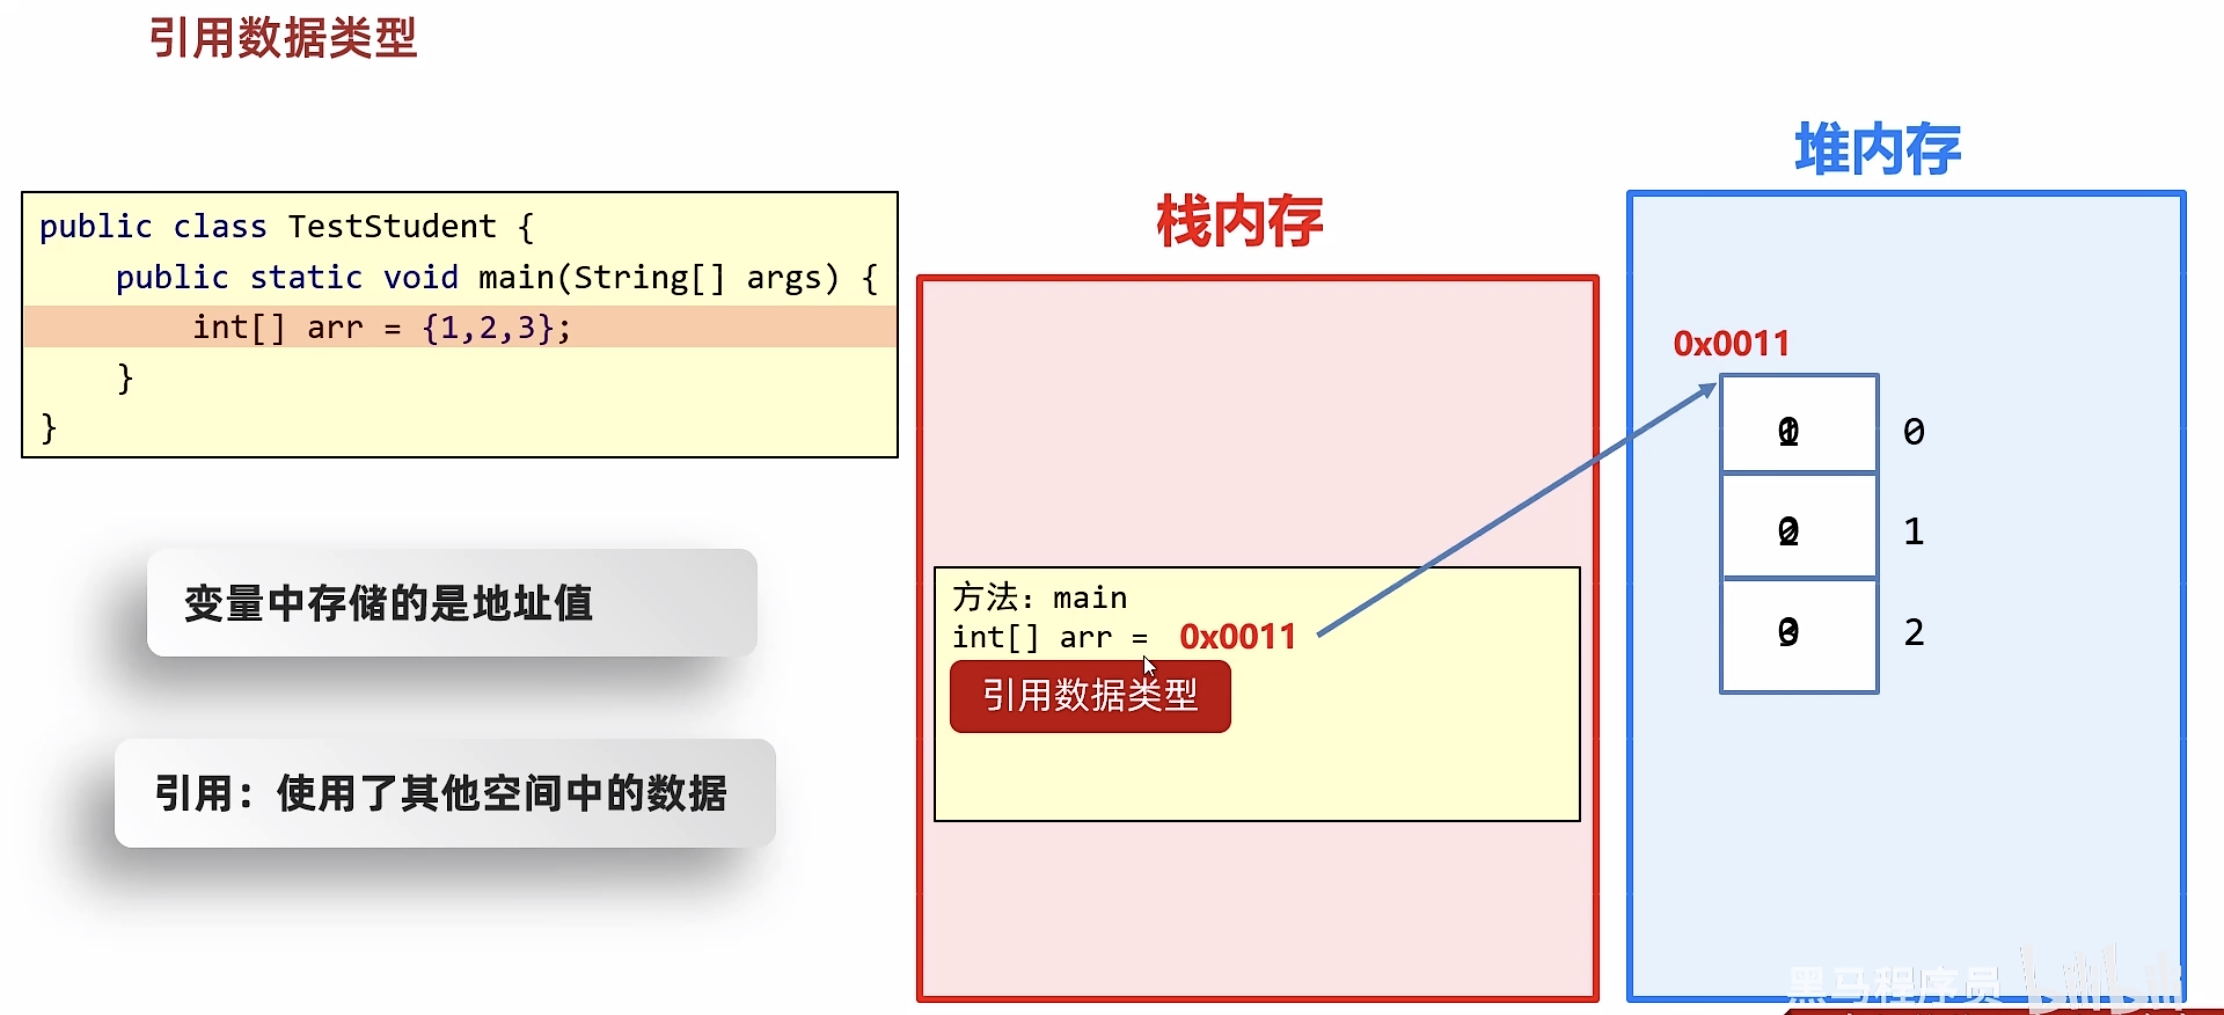 引用数据类型
public class TestStudent {
public static void main(String[] args) {
int[] arr = {1,2,3};
}
}
变量中存储的是地址值
引用：使用了其他空间中的数据
栈内存
方法：main
int[] arr = 0x0011
引用数据类型
堆内存
0x0011
0
1
2
黑马程序员 bilibili